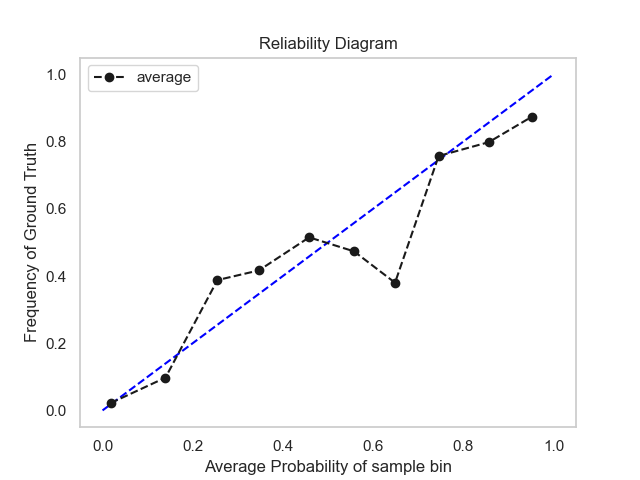 Reliability Diagram
average
1.0
0.8
0.6
0.4
0.2
0.0
Frequency of Ground Truth
0.0 0.2 0.4 0.6 0.8 1.0
Average Probability of sample bin